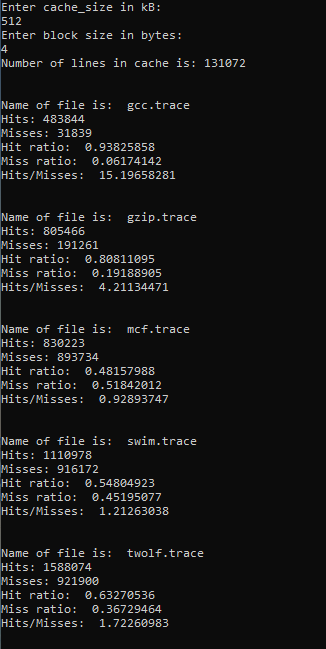 Enter cache_size in kB:
512
Enter block size in bytes:
4
Number of lines in cache is: 131072
Name of file is:  gcc.trace
Hits: 483844
Misses: 31839
Hit ratio:  0.93825858
Miss ratio:  0.06174142
Hits/Misses:  15.19658281
Name of file is:  gzip.trace
Hits: 805466
Misses: 191261
Hit ratio:  0.80811095
Miss ratio:  0.19188905
Hits/Misses:  4.21134471
Name of file is:  mcf.trace
Hits: 830223
Misses: 893734
Hit ratio:  0.48157988
Miss ratio:  0.51842012
Hits/Misses:  0.92893747
Name of file is:  swim.trace
Hits: 1110978
Misses: 916172
Hit ratio:  0.54804923
Miss ratio:  0.45195077
Hits/Misses:  1.21263038
Name of file is:  twolf.trace
Hits: 1588074
Misses: 921900
Hit ratio:  0.63270536
Miss ratio:  0.36729464
Hits/Misses:  1.72260983